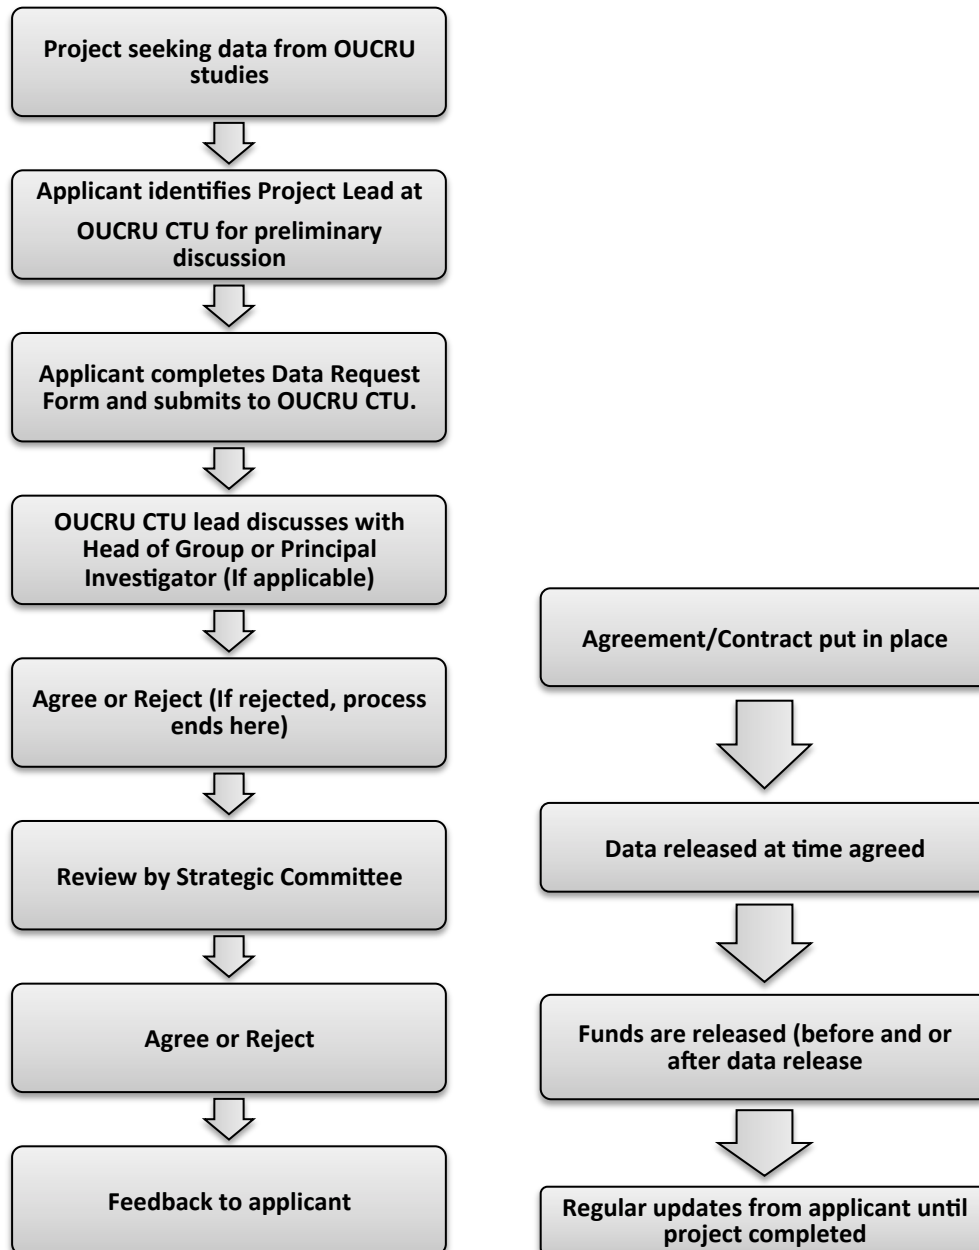 Project seeking data from OUCRU
studies
Applicant identifies Project Lead at
OUCRU CTU for preliminary
discussion
Applicant completes Data Request
Form and submits to OUCRU CTU.
OUCRU CTU lead discusses with
Head of Group or Principal
Investigator (If applicable)
Agree or Reject (If rejected, process
ends here)
Review by Strategic Committee
Agree or Reject
Feedback to applicant
Agreement/Contract put in place
Data released at time agreed
Funds are released (before and or
after data release
Regular updates from applicant until
project completed